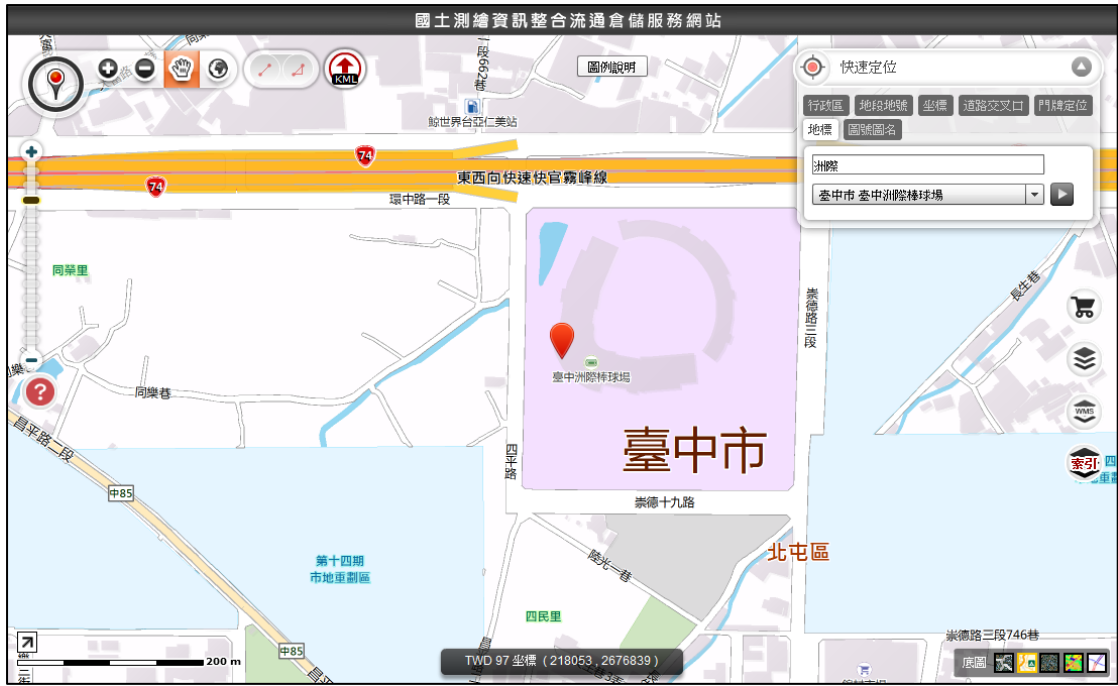 國土測繪資訊整合流通倉儲服務網站
段662巷
圖例說明
快速定位
KML
行政區
地段地號
坐標
道路交叉口
門牌定位
地標
圖號圖名
鯨世界台亞仁美站
洲際
臺中市 臺中洲際棒球場
74
74
東西向快速快官霧峰線
環中路一段
同榮里
長生巷
崇德路三段
臺中洲際棒球場
?
同樂巷
昌平路二段
WMS
四平路
臺中市
索引
中85
崇德十九路
第十四期
市地重劃區
陸光一巷
北屯區
四民里
崇德路三段746巷
中85
200 m
TWD 97 坐標 ( 218053 , 2676839 )
底圖